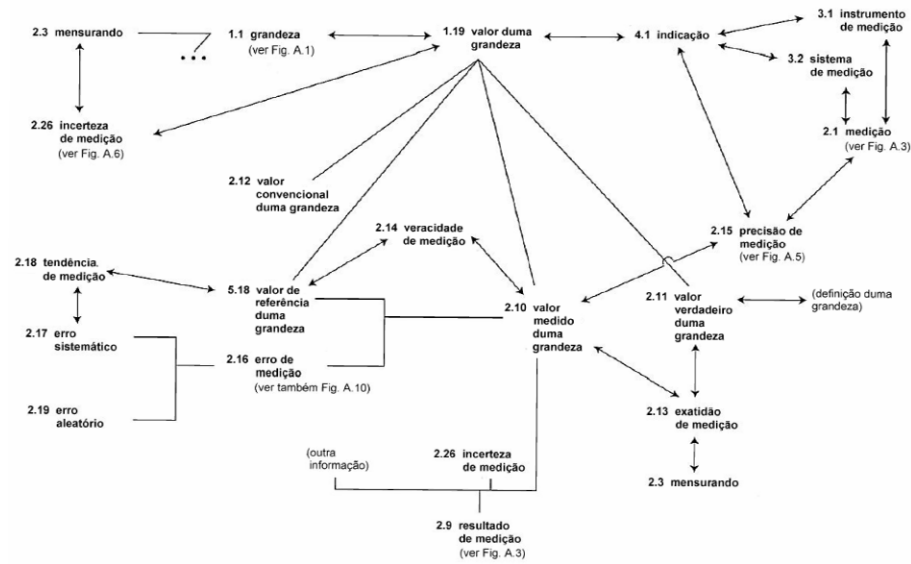 2.3 mensurando
1.1 grandeza
(ver Fig. A.1)
1.19 valor duma
grandeza
4.1 indicação
3.1 instrumento
de medição
3.2 sistema
de medição
2.26 incerteza
de medição
(ver Fig. A.6)
2.1 medição
(ver Fig. A.3)
2.12 valor
convencional
duma grandeza
2.14 veracidade
de medição
2.15 precisão de
medição
(ver Fig. A.5)
2.18 tendência
de medição
5.18 valor de
referência
duma
grandeza
2.10 valor
medido
duma
grandeza
2.11 valor
verdadeiro
duma
grandeza
(definição duma
grandeza)
2.17 erro
sistemático
2.16 erro de
medição
(ver também Fig. A.10)
2.19 erro
aleatório
2.13 exatidão
de medição
(outra
informação)
2.26 incerteza
de medição
2.3 mensurando
2.9 resultado
de medição
(ver Fig. A.3)